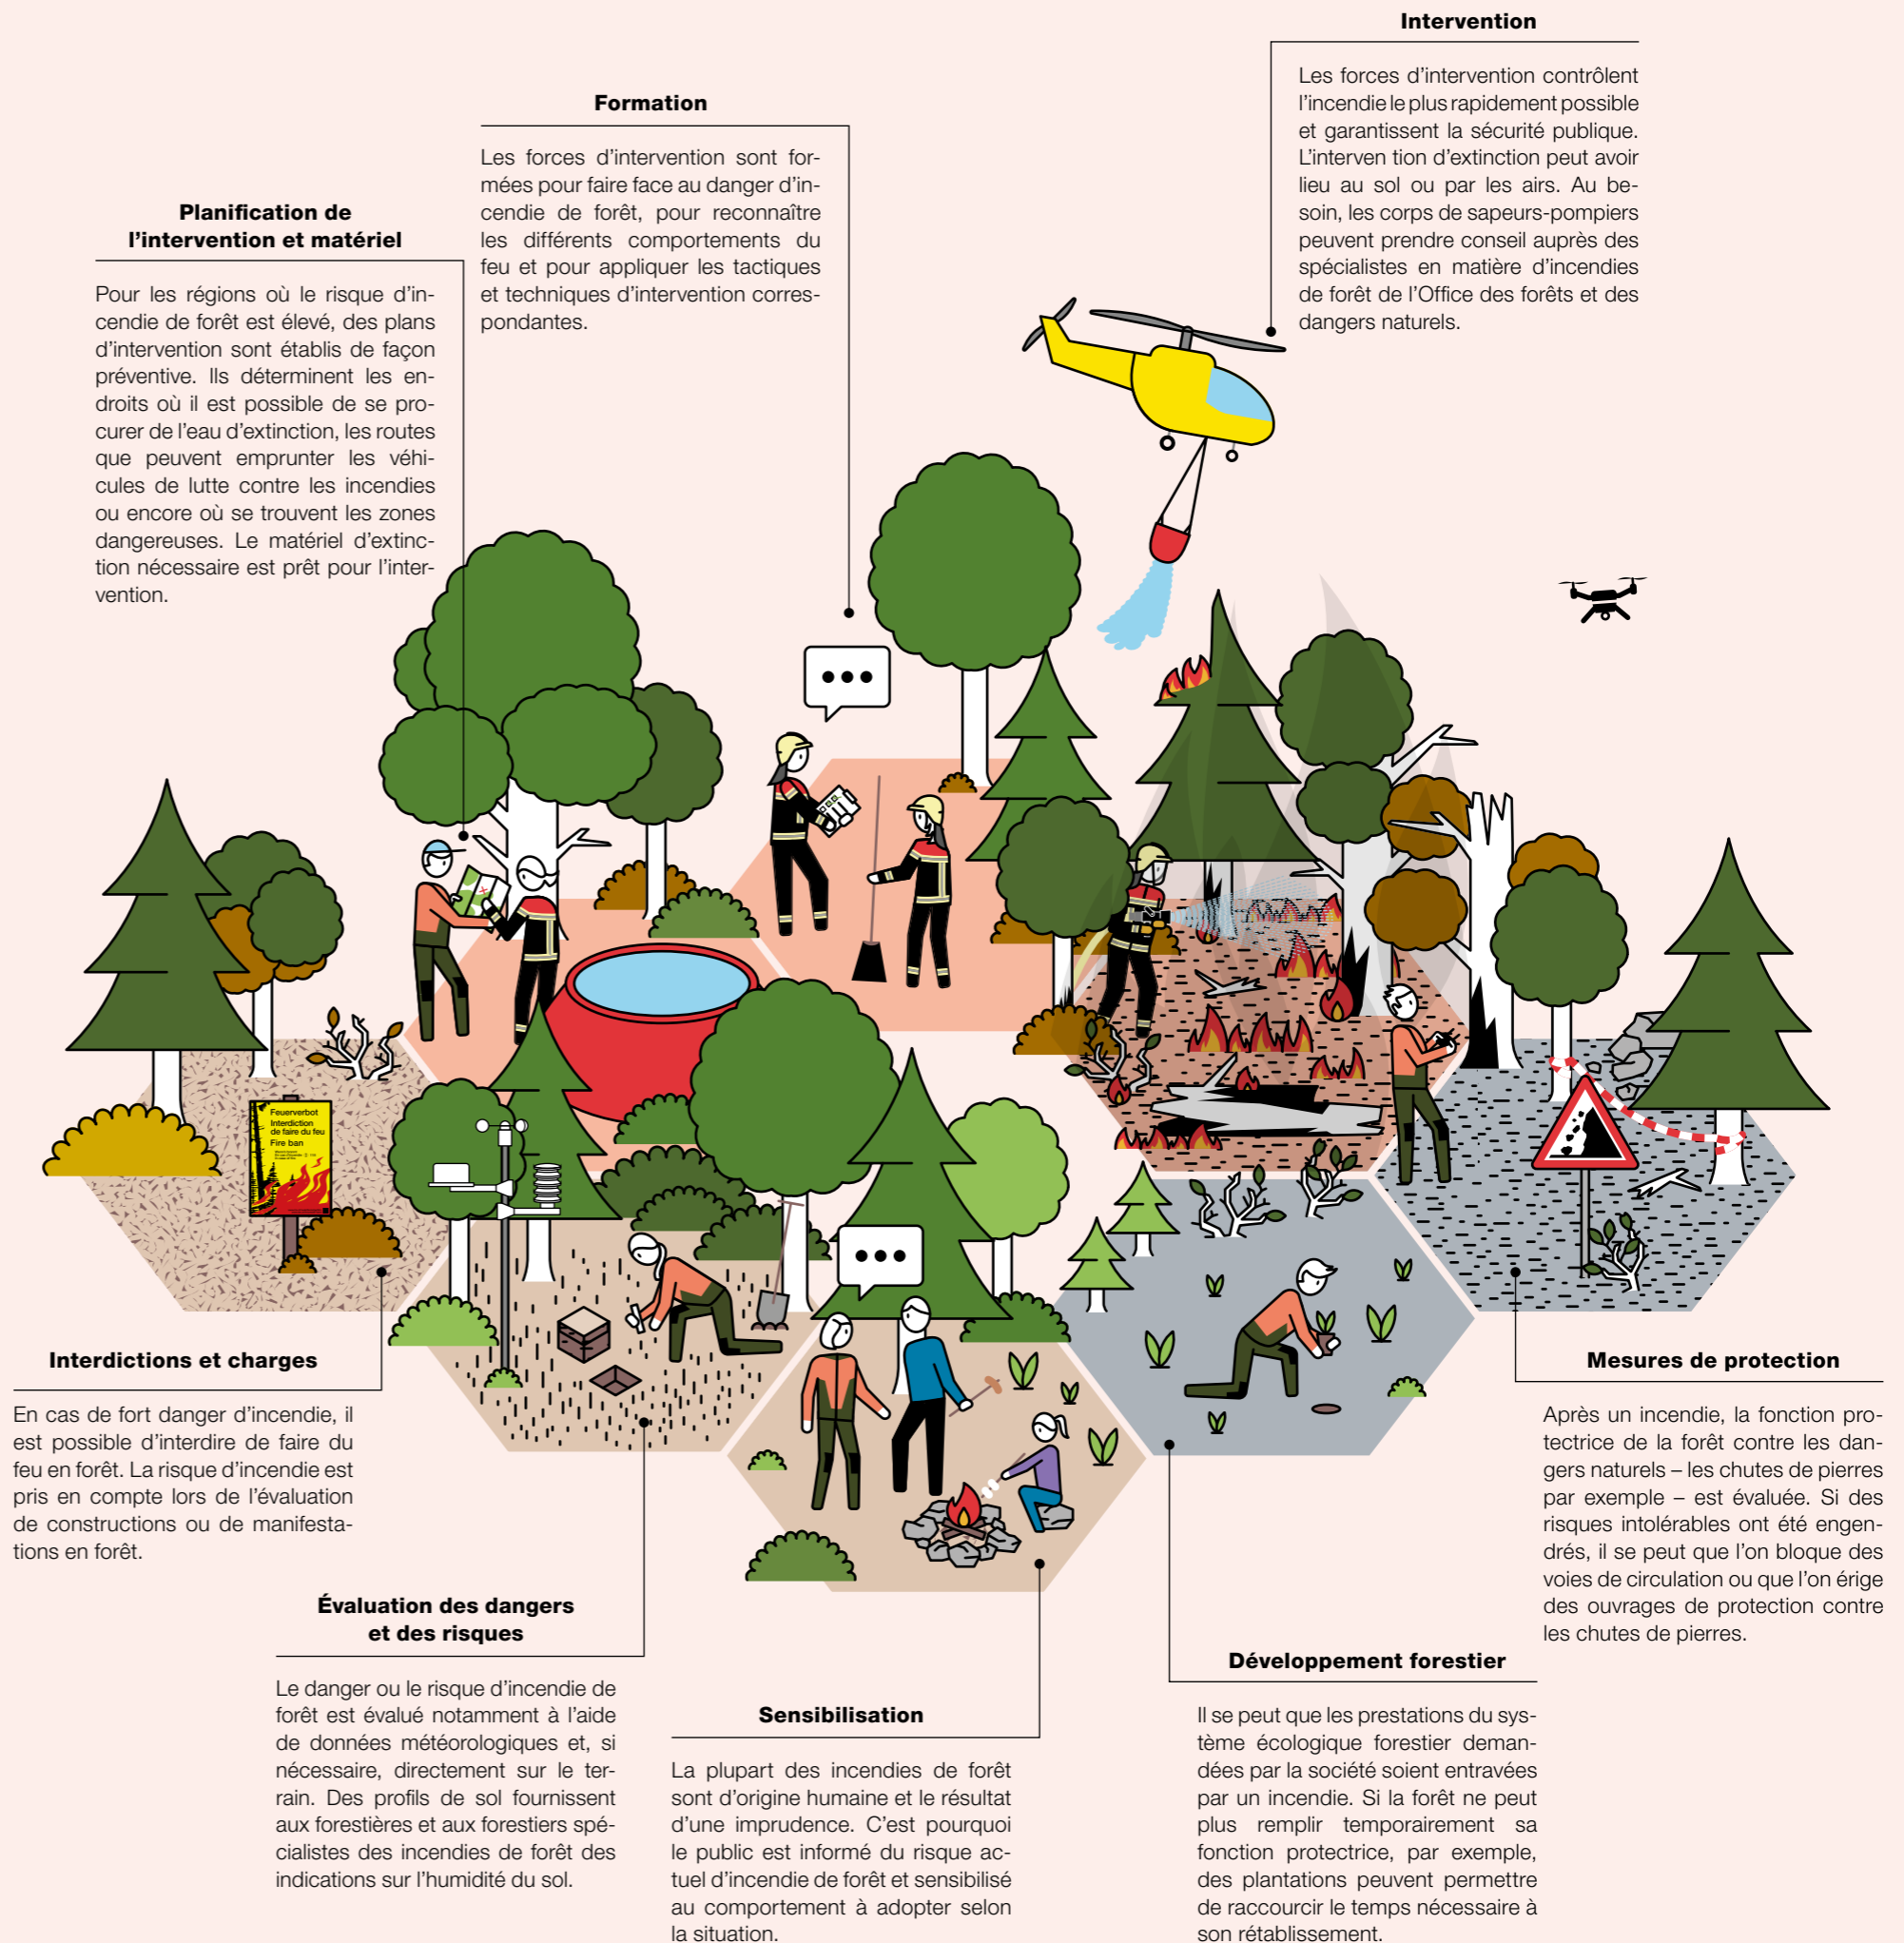 Intervention
Les forces d’intervention contrôlent
l’incendie le plus rapidement possible
et garantissent la sécurité publique.
L’interven tion d’extinction peut avoir
lieu au sol ou par les airs. Au be-
soin, les corps de sapeurs-pompiers
peuvent prendre conseil auprès des
spécialistes en matière d’incendies
de forêt de l’Office des forêts et des
dangers naturels.
Formation
Les forces d’intervention sont for-
mées pour faire face au danger d’in-
cendie de forêt, pour reconnaître
les différents comportements du
feu et pour appliquer les tactiques
et techniques d’intervention corres-
pondantes.
Planification de
l’intervention et matériel
Pour les régions où le risque d’in-
cendie de forêt est élevé, des plans
d’intervention sont établis de façon
préventive. Ils déterminent les en-
droits où il est possible de se pro-
curer de l’eau d’extinction, les routes
que peuvent emprunter les véhi-
cules de lutte contre les incendies
ou encore où se trouvent les zones
dangereuses. Le matériel d’extinc-
tion nécessaire est prêt pour l’inter-
vention.
Feuerverbot
Interdiction
de faire du feu
Fire ban
Interdictions et charges
En cas de fort danger d’incendie, il
est possible d’interdire de faire du
feu en forêt. La risque d’incendie est
pris en compte lors de l’évaluation
de constructions ou de manifesta-
tions en forêt.
Évaluation des dangers
et des risques
Le danger ou le risque d’incendie de
forêt est évalué notamment à l’aide
de données météorologiques et, si
nécessaire, directement sur le ter-
rain. Des profils de sol fournissent
aux forestières et aux forestiers spé-
cialistes des incendies de forêt des
indications sur l’humidité du sol.
Sensibilisation
La plupart des incendies de forêt
sont d’origine humaine et le résultat
d’une imprudence. C’est pourquoi
le public est informé du risque ac-
tuel d’incendie de forêt et sensibilisé
au comportement à adopter selon
la situation.
Développement forestier
Il se peut que les prestations du sys-
tème écologique forestier deman-
dées par la société soient entravées
par un incendie. Si la forêt ne peut
plus remplir temporairement sa
fonction protectrice, par exemple,
des plantations peuvent permettre
de raccourcir le temps nécessaire à
son rétablissement.
Mesures de protection
Après un incendie, la fonction pro-
tectrice de la forêt contre les dan-
gers naturels – les chutes de pierres
par exemple – est évaluée. Si des
risques intolérables ont été engen-
drés, il se peut que l’on bloque des
voies de circulation ou que l’on érige
des ouvrages de protection contre
les chutes de pierres.